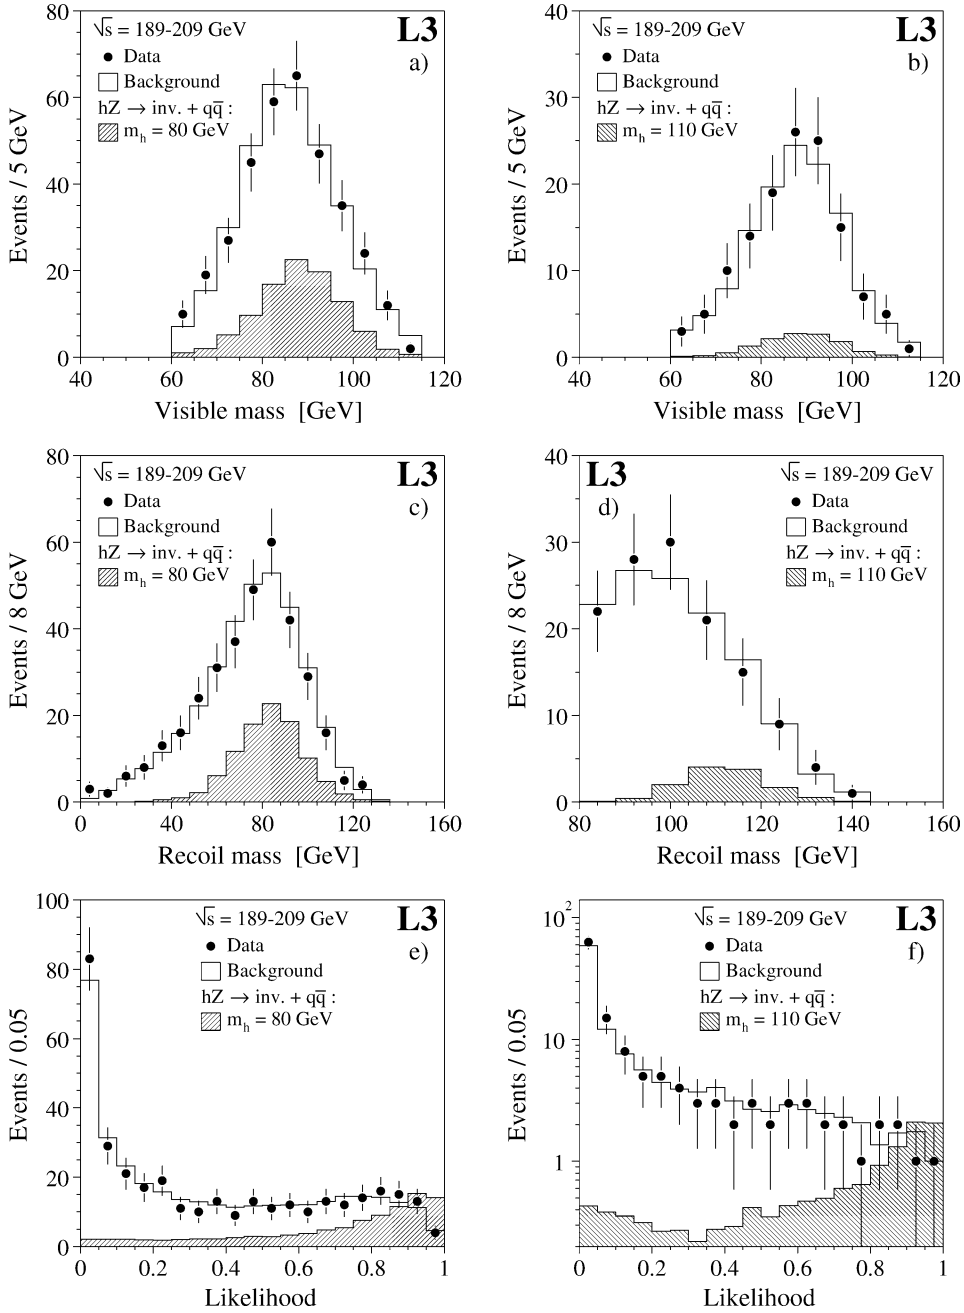 √s = 189-209 GeV
L3
a)
Data
Background
hZ → inv. + qq̅ :
m_h = 80 GeV
80
60
40
20
0
40 60 80 100 120
Events / 5 GeV
Visible mass [GeV]
√s = 189-209 GeV
L3
b)
Data
Background
hZ → inv. + qq̅ :
m_h = 110 GeV
40
30
20
10
0
40 60 80 100 120
Events / 5 GeV
Visible mass [GeV]
√s = 189-209 GeV
L3
c)
Data
Background
hZ → inv. + qq̅ :
m_h = 80 GeV
80
60
40
20
0
0 40 80 120 160
Events / 8 GeV
Recoil mass [GeV]
L3
d)
√s = 189-209 GeV
Data
Background
hZ → inv. + qq̅ :
m_h = 110 GeV
40
30
20
10
0
80 100 120 140 160
Events / 8 GeV
Recoil mass [GeV]
√s = 189-209 GeV
L3
e)
Data
Background
hZ → inv. + qq̅ :
m_h = 80 GeV
100
80
60
40
20
0
0 0.2 0.4 0.6 0.8 1
Events / 0.05
Likelihood
√s = 189-209 GeV
L3
f)
Data
Background
hZ → inv. + qq̅ :
m_h = 110 GeV
10²
10
1
0 0.2 0.4 0.6 0.8 1
Events / 0.05
Likelihood